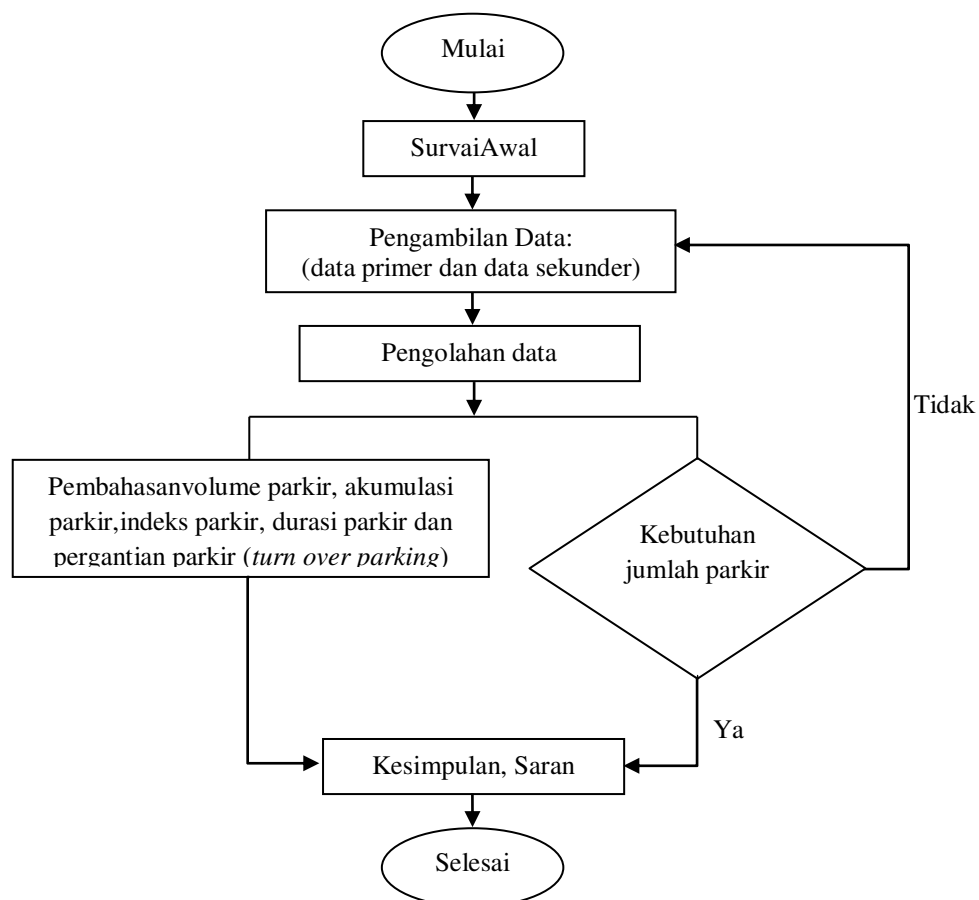 Mulai
SurvaiAwal
Pengambilan Data:
(data primer dan data sekunder)
Pengolahan data
Tidak
Pembahasanvolume parkir, akumulasi
parkir,indeks parkir, durasi parkir dan
pergantian parkir (turn over parking)
Kebutuhan
jumlah parkir
Ya
Kesimpulan, Saran
Selesai